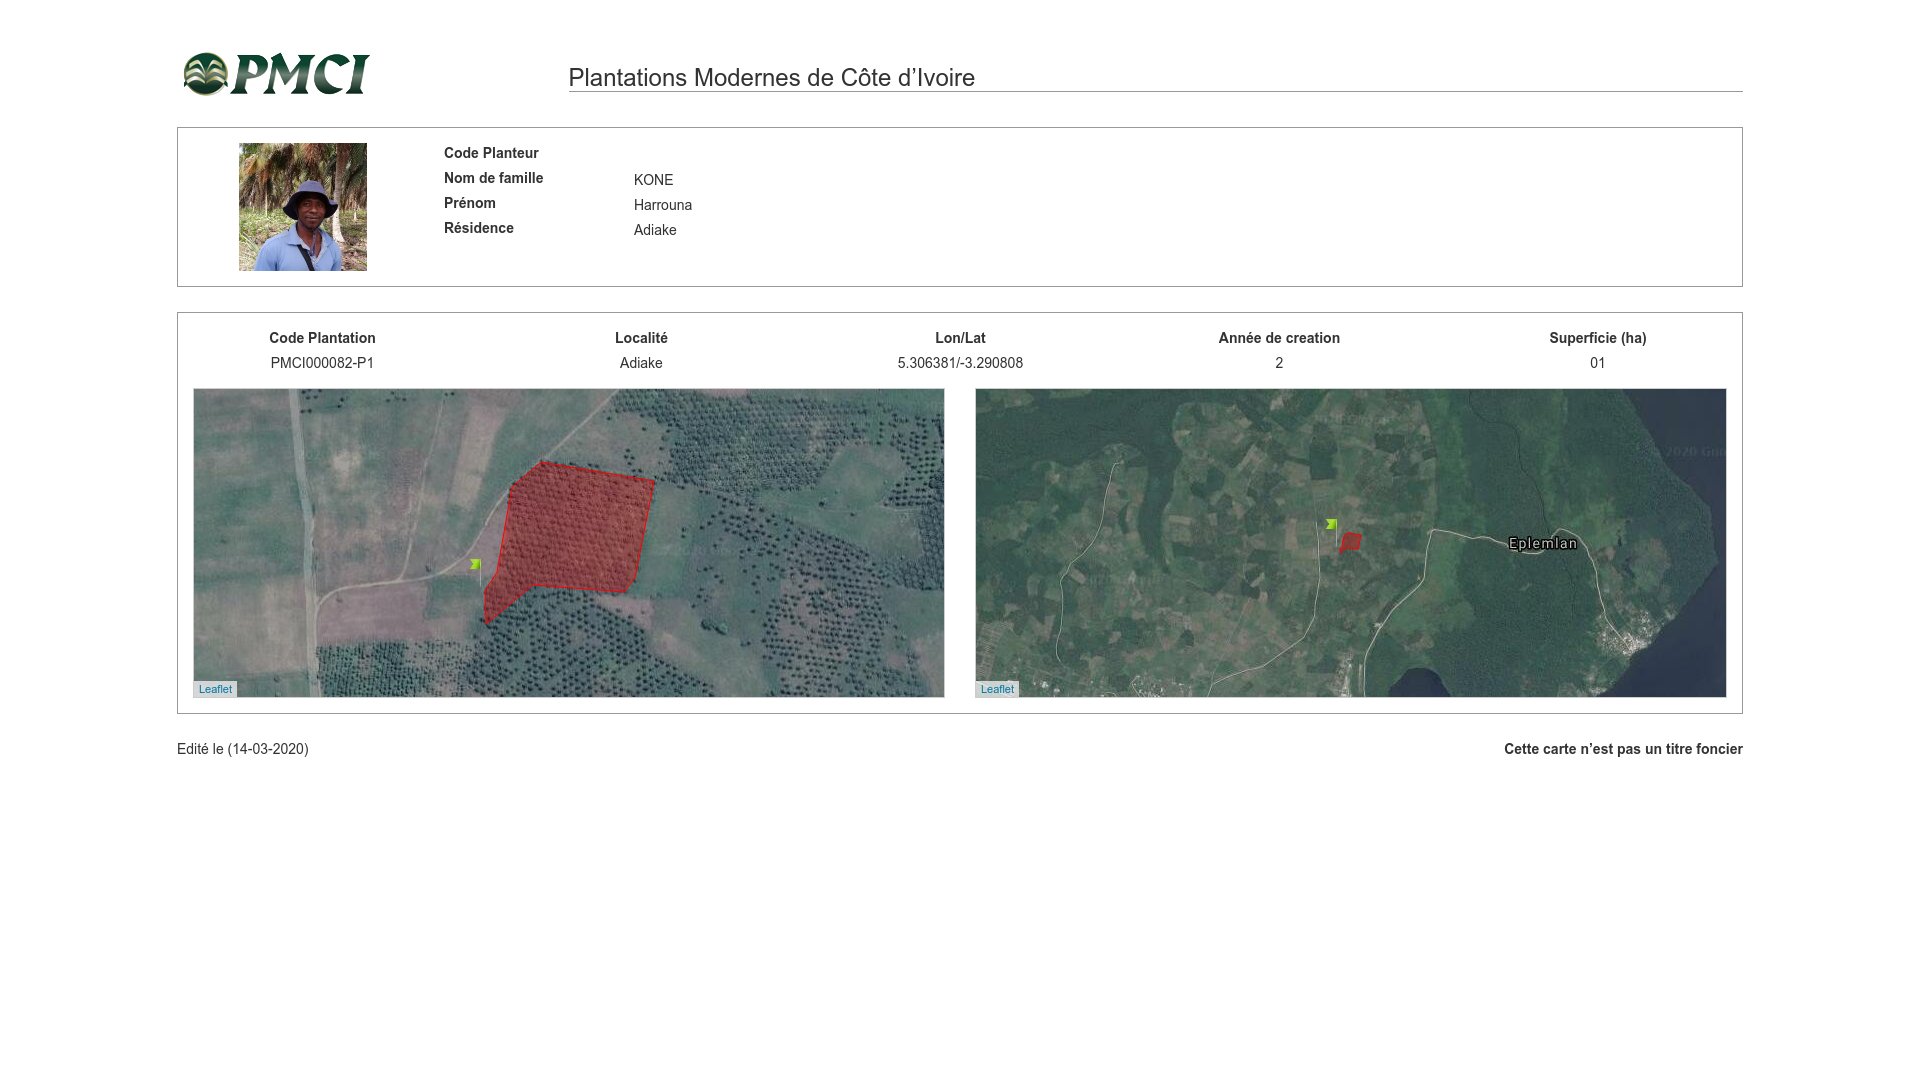 PMCI
Plantations Modernes de Côte d’Ivoire
Code Planteur
Nom de famille KONE
Prénom Harrouna
Résidence Adiake
Code Plantation Localité Lon/Lat Année de creation Superficie (ha)
PMCI000082-P1 Adiake 5.306381/-3.290808 2 01
© 2020 Goo
Eplemlan
Leaflet Leaflet
Edité le (14-03-2020) Cette carte n’est pas un titre foncier